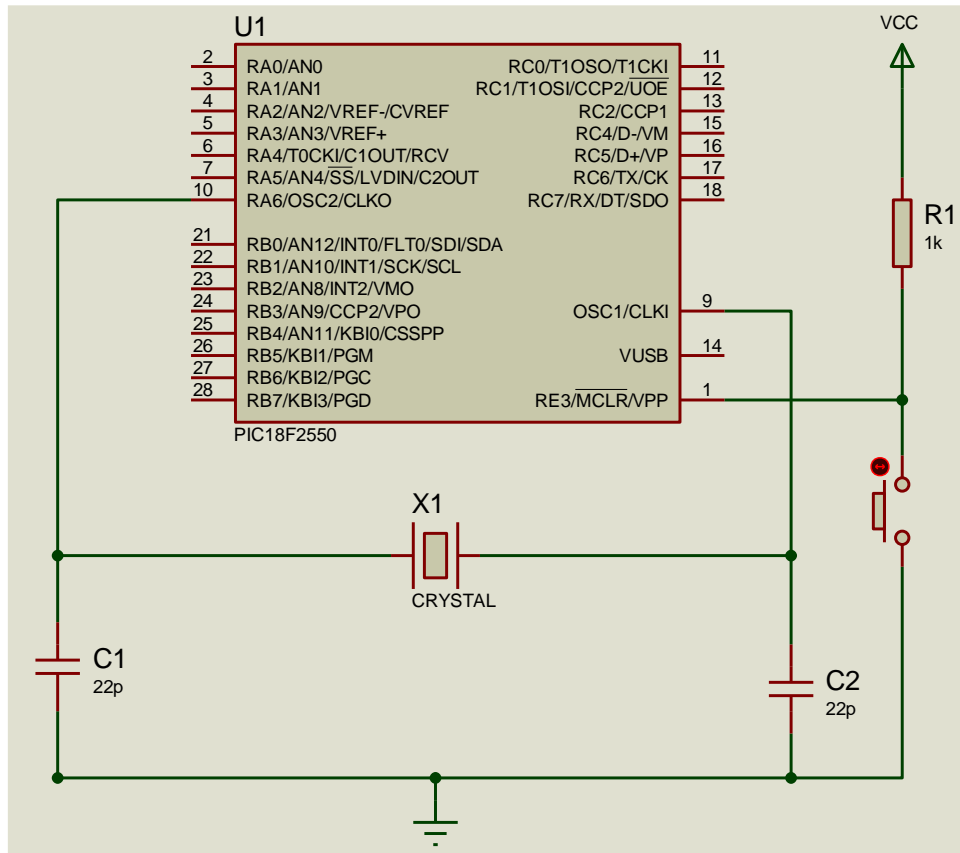 U1
VCC
2 RA0/AN0 RC0/T1OSO/T1CKI 11
3 RA1/AN1 RC1/T1OSI/CCP2/UOE 12
4 RA2/AN2/VREF-/CVREF RC2/CCP1 13
5 RA3/AN3/VREF+ RC4/D-/VM 15
6 RA4/T0CKI/C1OUT/RCV RC5/D+/VP 16
7 RA5/AN4/SS/LVDIN/C2OUT RC6/TX/CK 17
10 RA6/OSC2/CLKO RC7/RX/DT/SDO 18
R1
1k
21 RB0/AN12/INT0/FLT0/SDI/SDA
22 RB1/AN10/INT1/SCK/SCL
23 RB2/AN8/INT2/VMO
24 RB3/AN9/CCP2/VPO OSC1/CLKI 9
25 RB4/AN11/KBI0/CSSPP
26 RB5/KBI1/PGM VUSB 14
27 RB6/KBI2/PGC
28 RB7/KBI3/PGD RE3/MCLR/VPP 1
PIC18F2550
X1
CRYSTAL
C1
22p
C2
22p